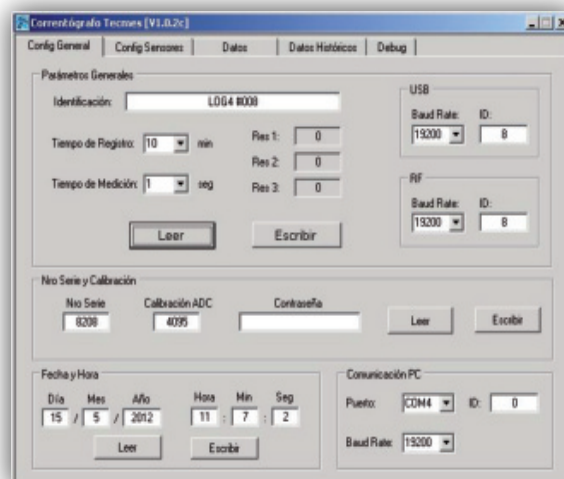 Correntógrafo Tecmes [V1.0.2c]
Config General Config Sensores Datos Datos Históricos Debug
Parámetros Generales
Identificación: LOG4 #008
Tiempo de Registro: 10 min
Tiempo de Medición: 1 seg
Res 1: 0
Res 2: 0
Res 3: 0
Leer Escribir
USB
Baud Rate: ID:
19200 8
RF
Baud Rate: ID:
19200 8
Nro Serie y Calibración
Nro Serie Calibración ADC Contraseña
8208 4095 Leer Escribir
Fecha y Hora
Día Mes Año Hora Min Seg
15 / 5 / 2012 11 : 7 : 2
Leer Escribir
Comunicación PC
Puerto: COM4 ID: 0
Baud Rate: 19200